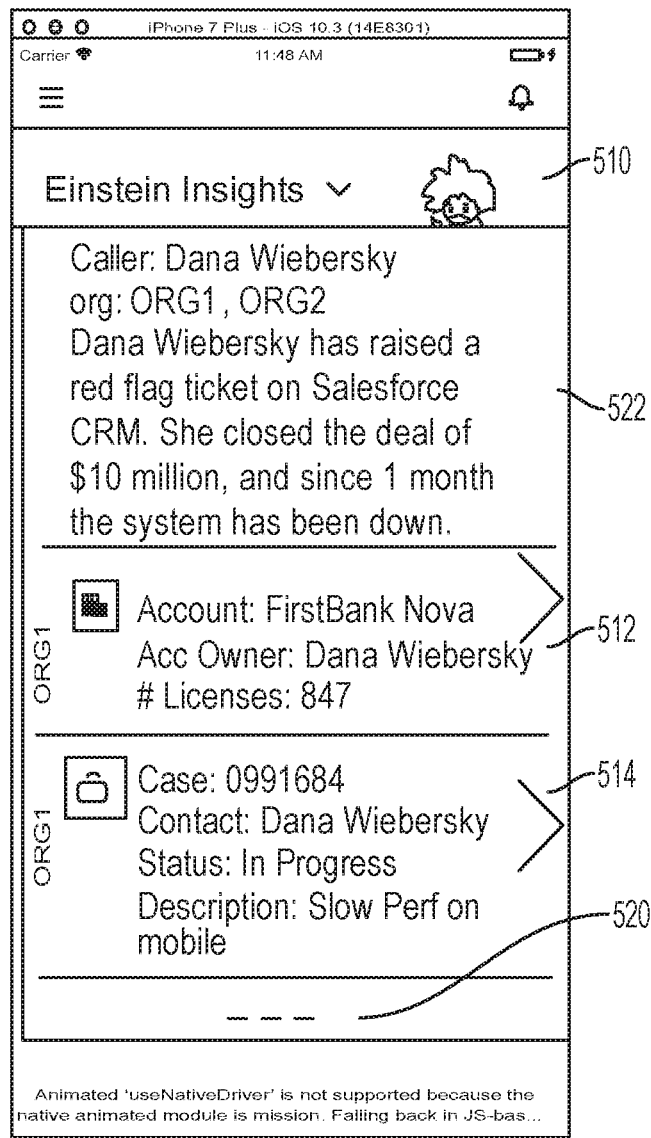 iPhone 7 Plus - iOS 10.3 (14E8301)
Carrier 11:48 AM
510
Einstein Insights
Caller: Dana Wiebersky
org: ORG1, ORG2
Dana Wiebersky has raised a
red flag ticket on Salesforce
CRM. She closed the deal of
$10 million, and since 1 month
the system has been down.
522
ORG1
Account: FirstBank Nova
Acc Owner: Dana Wiebersky
# Licenses: 847
512
ORG1
Case: 0991684
Contact: Dana Wiebersky
Status: In Progress
Description: Slow Perf on
mobile
514
520
Animated 'useNativeDriver' is not supported because the
native animated module is mission. Falling back in JS-bas...